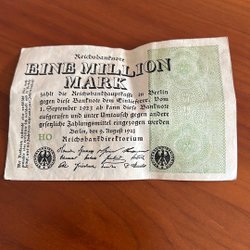 Reichsbanknote
EINE MILLION
MARK
zahlt die Reichsbankhauptkasse in Berlin
gegen diese Banknote dem Einlieferer. Vom
1. September 1923 ab kann diese Banknote
aufgerufen und unter Umtausch gegen andere
gesetzliche Zahlungsmittel eingezogen werden
Berlin, den 9. August 1923
HO
Reichsbankdirektorium